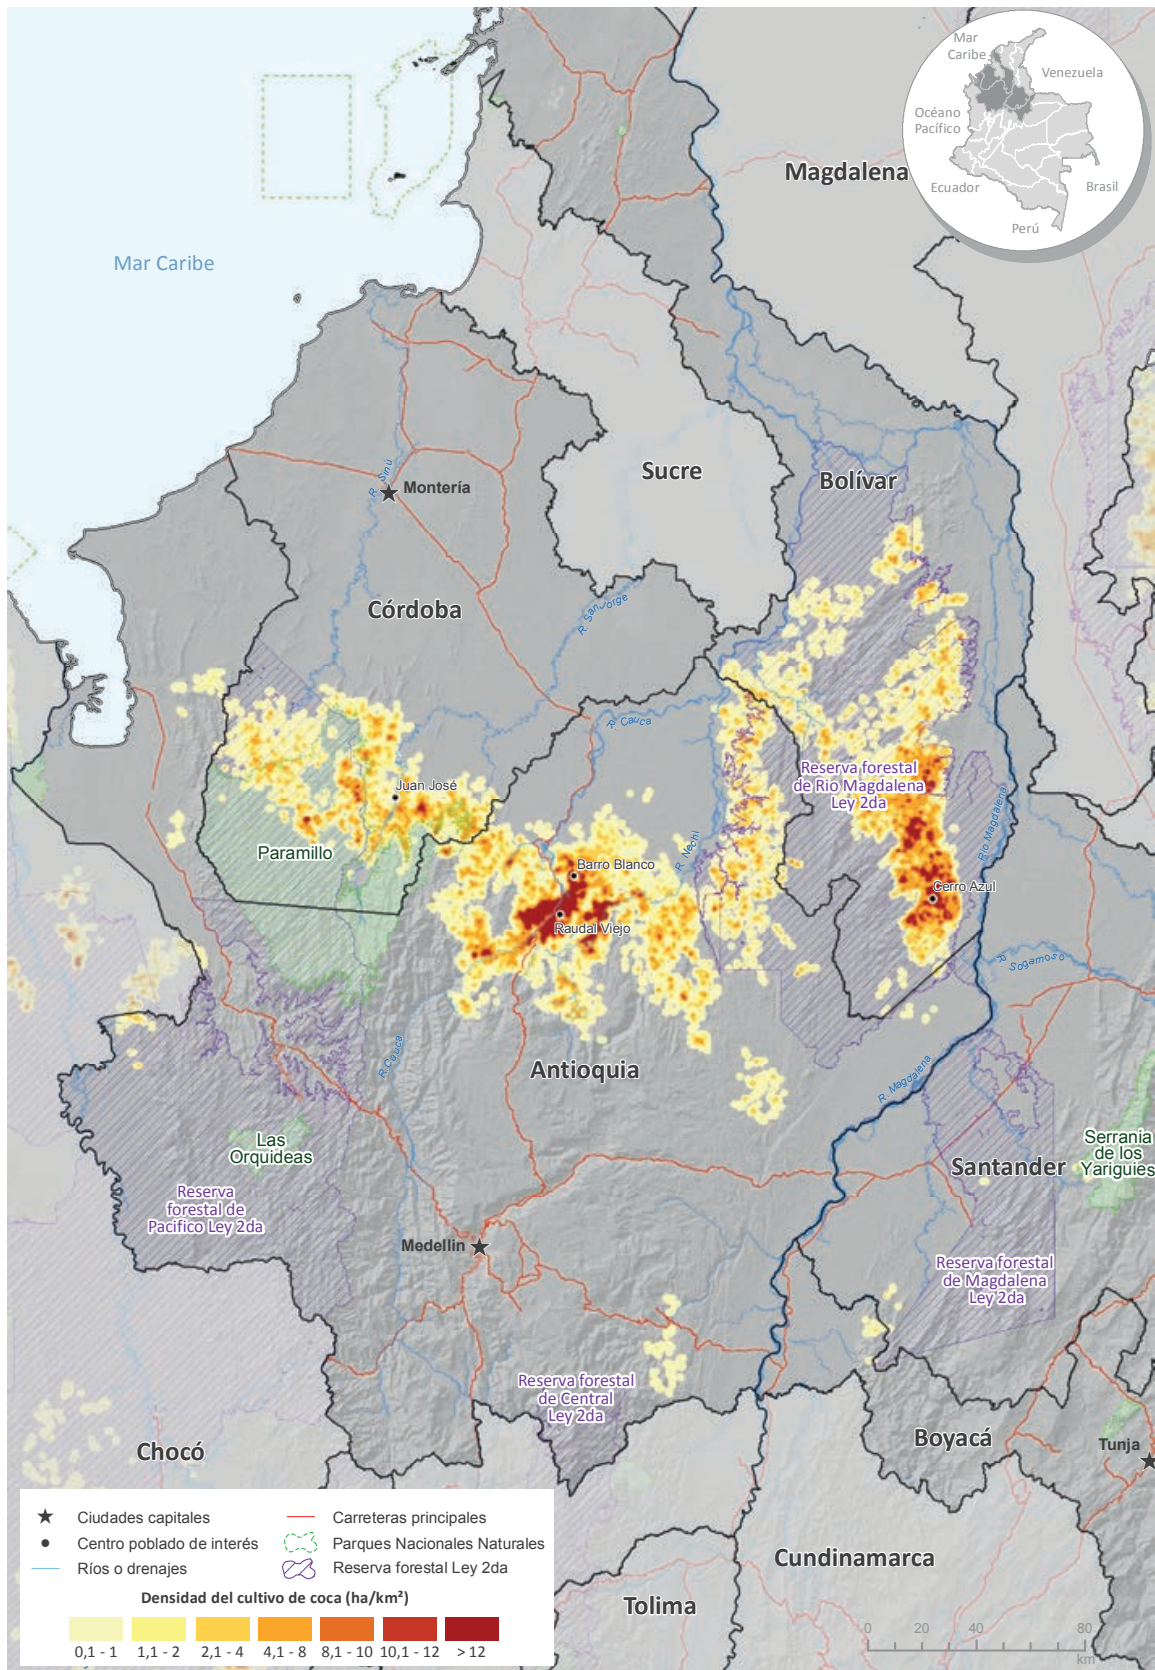 Mar
Caribe
Venezuela
Océano
Pacífico
Ecuador
Brasil
Perú
Magdalena
Mar Caribe
Sucre
Bolívar
R. Sinú
Montería
Córdoba
R. San Jorge
R. Cauca
Juan José
Reserva forestal
de Rio Magdalena
Ley 2da
Río Magdalena
Paramillo
R. Nechí
Barro Blanco
Cerro Azul
Raudal Viejo
R. Sogamoso
R. Cauca
Antioquia
R. Magdalena
Las
Orquideas
Serrania
de los
Yariguies
Santander
Reserva
forestal de
Pacifico Ley 2da
Medellin
Reserva forestal
de Magdalena
Ley 2da
Reserva forestal
de Central
Ley 2da
Chocó
Boyacá
Tunja
Cundinamarca
Tolima
Ciudades capitales
Centro poblado de interés
Ríos o drenajes
Carreteras principales
Parques Nacionales Naturales
Reserva forestal Ley 2da
Densidad del cultivo de coca (ha/km²)
0,1 - 1 1,1 - 2 2,1 - 4 4,1 - 8 8,1 - 10 10,1 - 12 > 12
0 20 40 80
km